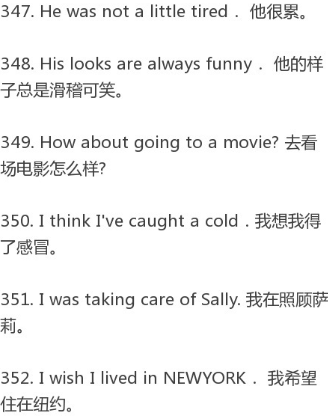 347. He was not a little tired． 他很累。
348. His looks are always funny． 他的样
子总是滑稽可笑。
349. How about going to a movie? 去看
场电影怎么样?
350. I think I've caught a cold．我想我得
了感冒。
351. I was taking care of Sally. 我在照顾萨
莉。
352. I wish I lived in NEWYORK． 我希望
住在纽约。